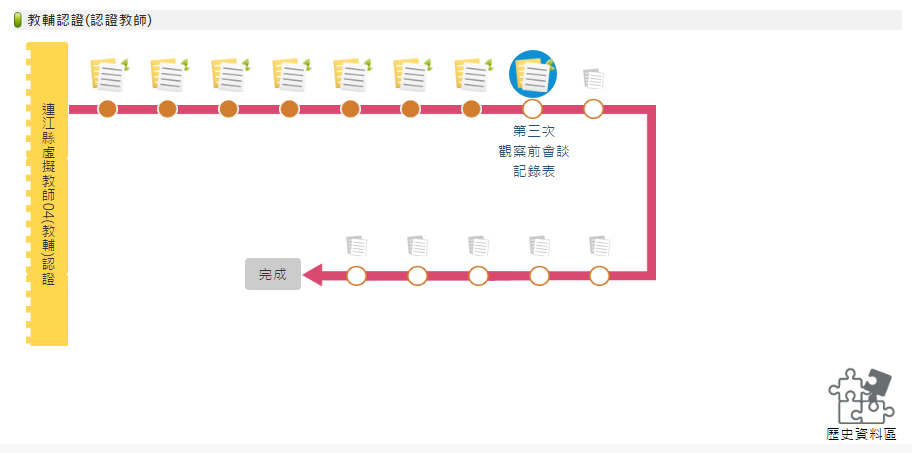 教輔認證(認證教師)
連江縣虛擬教師04(教輔)認證
第三次
觀察前會談
記錄表
完成
歷史資料區